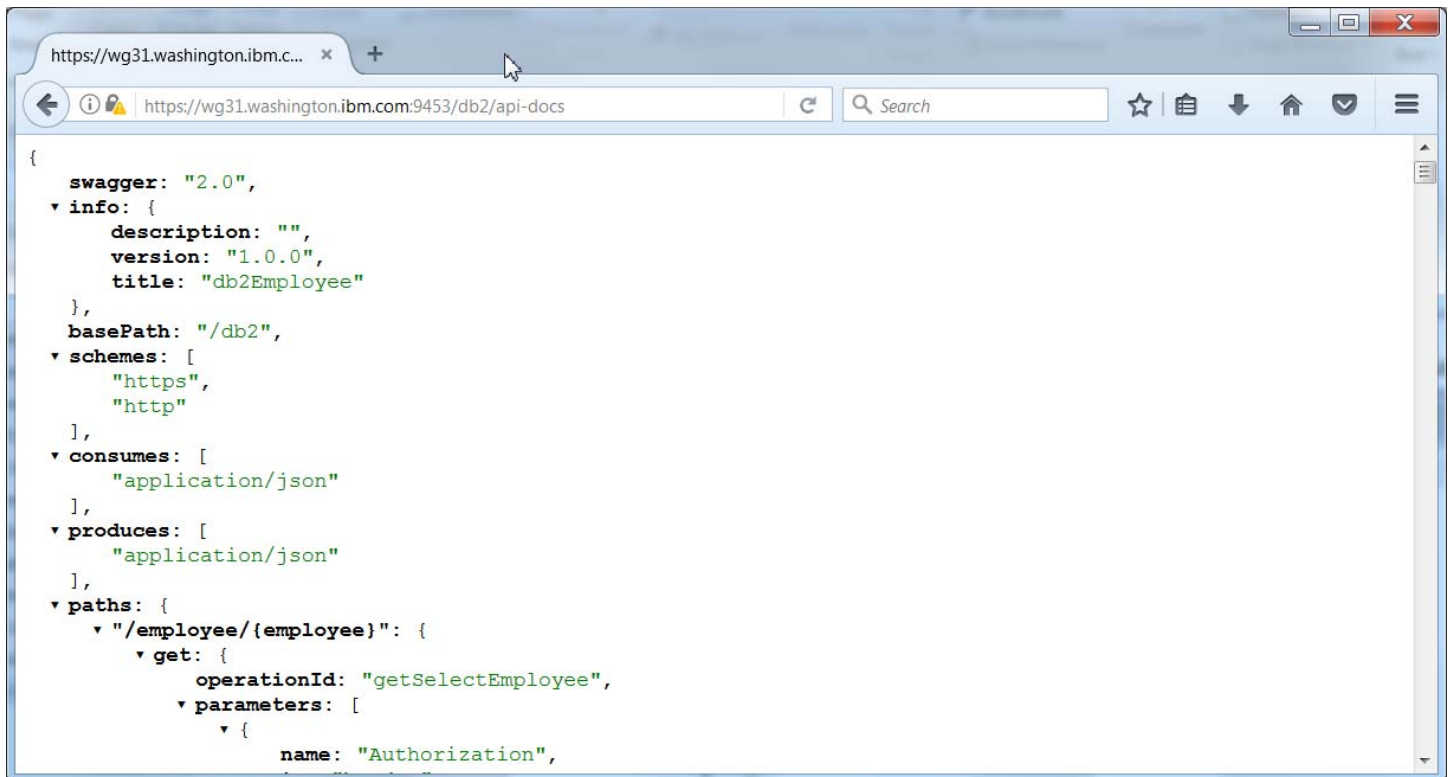 https://wg31.washington.ibm.c...
https://wg31.washington.ibm.com:9453/db2/api-docs
Search
{
swagger: "2.0",
info: {
description: "",
version: "1.0.0",
title: "db2Employee"
},
basePath: "/db2",
schemes: [
"https",
"http"
],
consumes: [
"application/json"
],
produces: [
"application/json"
],
paths: {
"/employee/{employee}": {
get: {
operationId: "getSelectEmployee",
parameters: [
{
name: "Authorization",